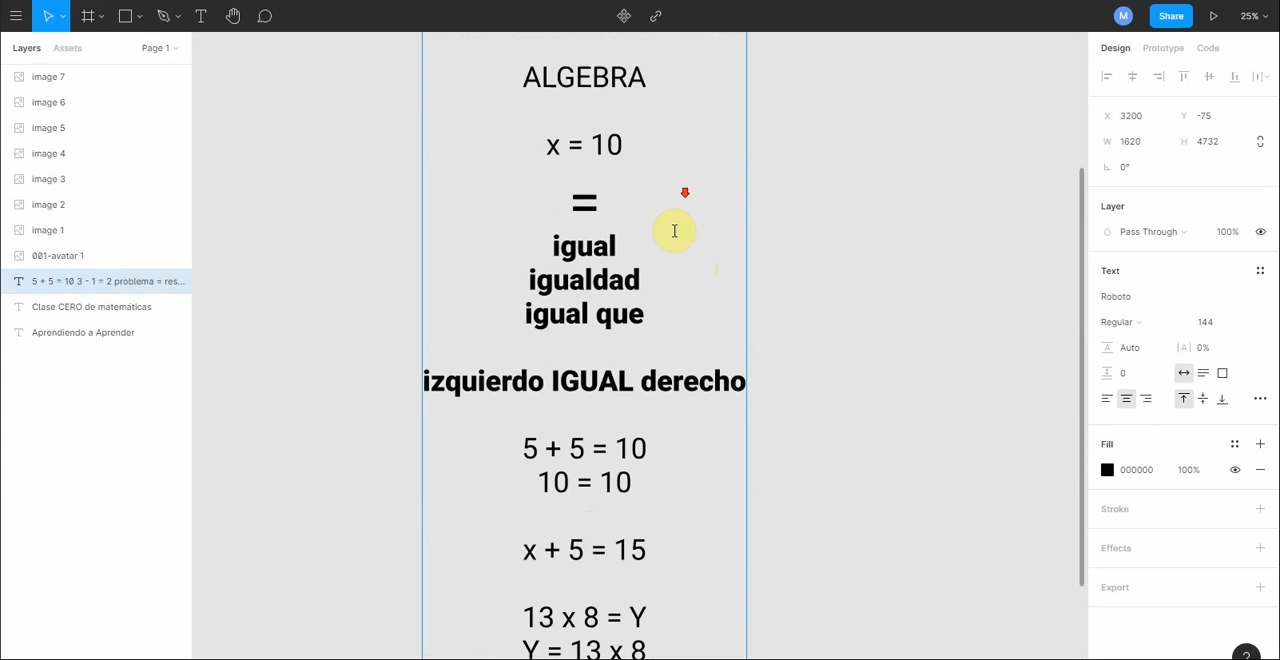 Share
25%
M
Layers
Assets
Page 1
image 7
image 6
image 5
image 4
image 3
image 2
image 1
001-avatar 1
5 + 5 = 10 3 - 1 = 2 problema = res...
Clase CERO de matemáticas
Aprendiendo a Aprender
ALGEBRA
x = 10
=
igual
igualdad
igual que
izquierdo IGUAL derecho
5 + 5 = 10
10 = 10
x + 5 = 15
13 x 8 = Y
Y = 13 x 8
Design
Prototype
Code
X 3200 Y -75
W 1620 H 4732
0°
Layer
Pass Through 100%
Text
Roboto
Regular 144
A Auto |A| 0%
0
Fill
000000 100%
Stroke
Effects
Export
?